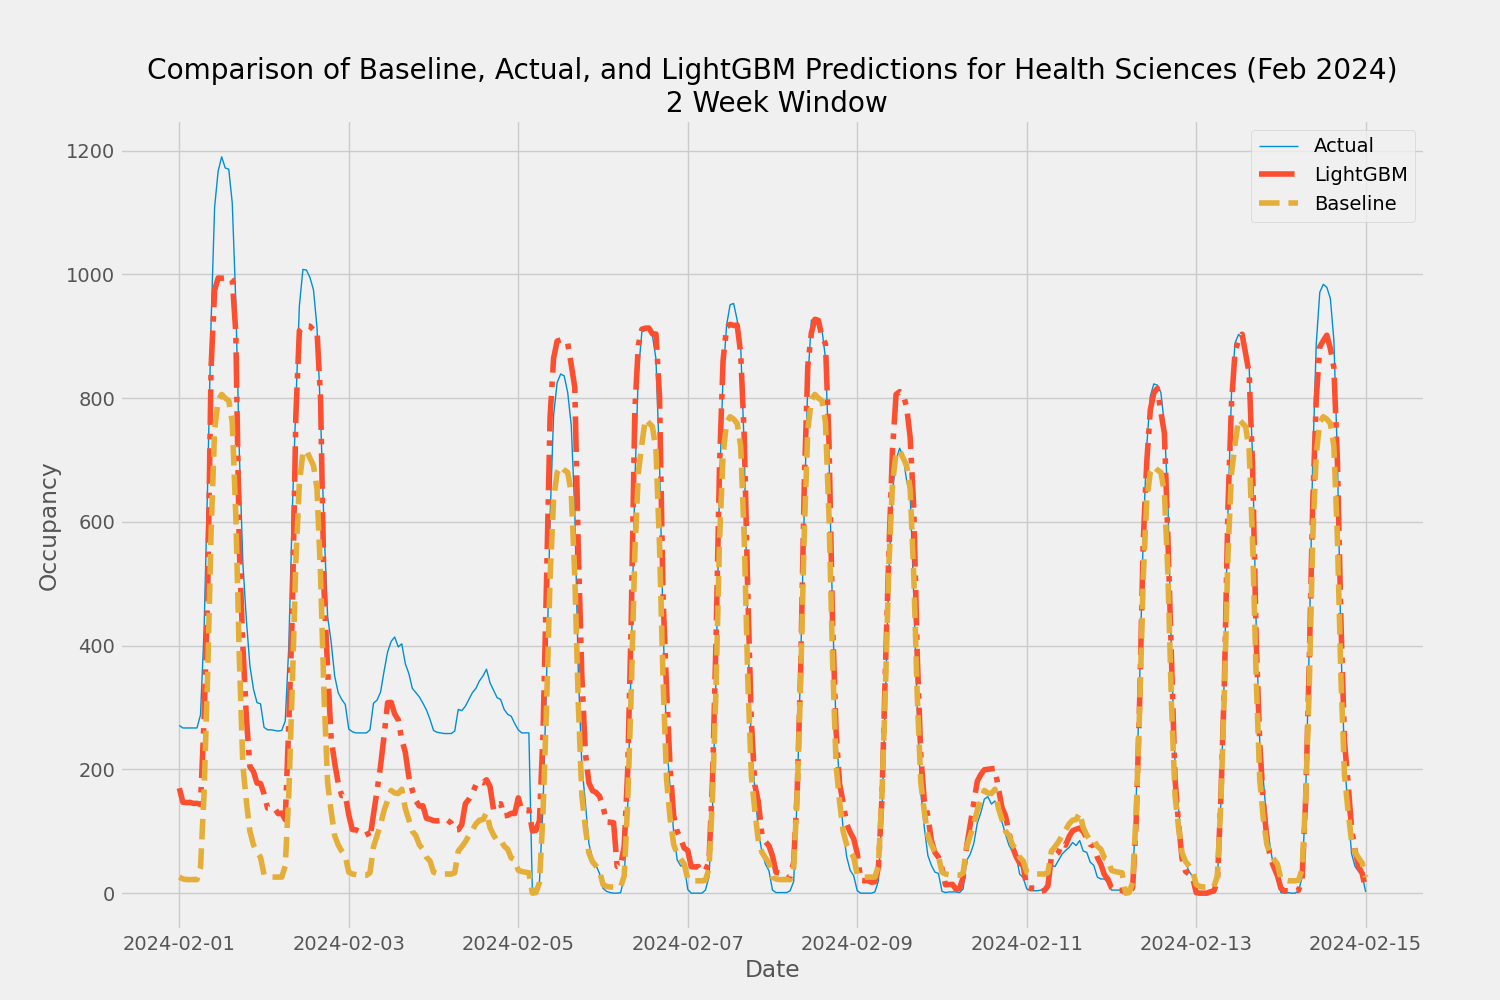 Comparison of Baseline, Actual, and LightGBM Predictions for Health Sciences (Feb 2024)
2 Week Window
Actual
LightGBM
Baseline
1200
1000
800
600
400
200
0
Occupancy
2024-02-01
2024-02-03
2024-02-05
2024-02-07
2024-02-09
2024-02-11
2024-02-13
2024-02-15
Date